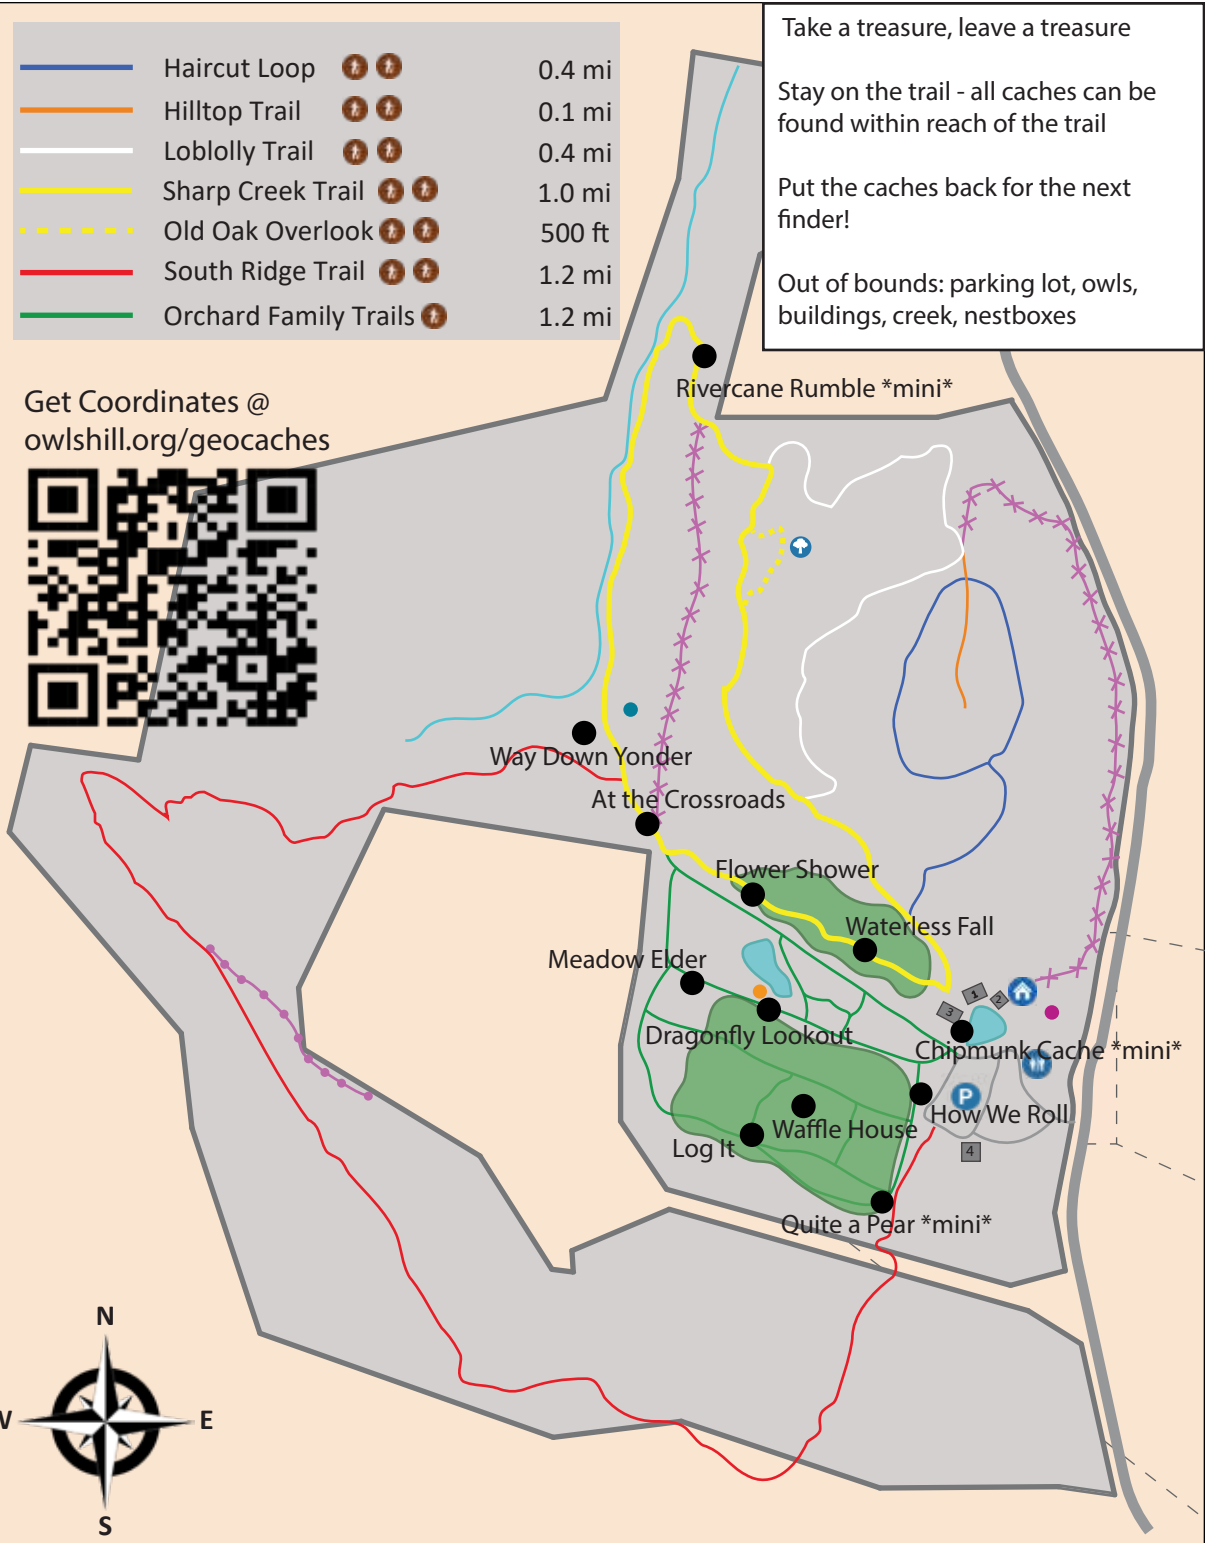 Haircut Loop 0.4 mi
Hilltop Trail 0.1 mi
Loblolly Trail 0.4 mi
Sharp Creek Trail 1.0 mi
Old Oak Overlook 500 ft
South Ridge Trail 1.2 mi
Orchard Family Trails 1.2 mi
Take a treasure, leave a treasure
Stay on the trail - all caches can be
found within reach of the trail
Put the caches back for the next
finder!
Out of bounds: parking lot, owls,
buildings, creek, nestboxes
Get Coordinates @
owlshill.org/geocaches
Rivercane Rumble *mini*
Way Down Yonder
At the Crossroads
Flower Shower
Waterless Fall
Meadow Elder
1
2
3
Dragonfly Lookout
Chipmunk Cache *mini*
P
How We Roll
Waffle House
Log It
4
Quite a Pear *mini*
N
W
E
S